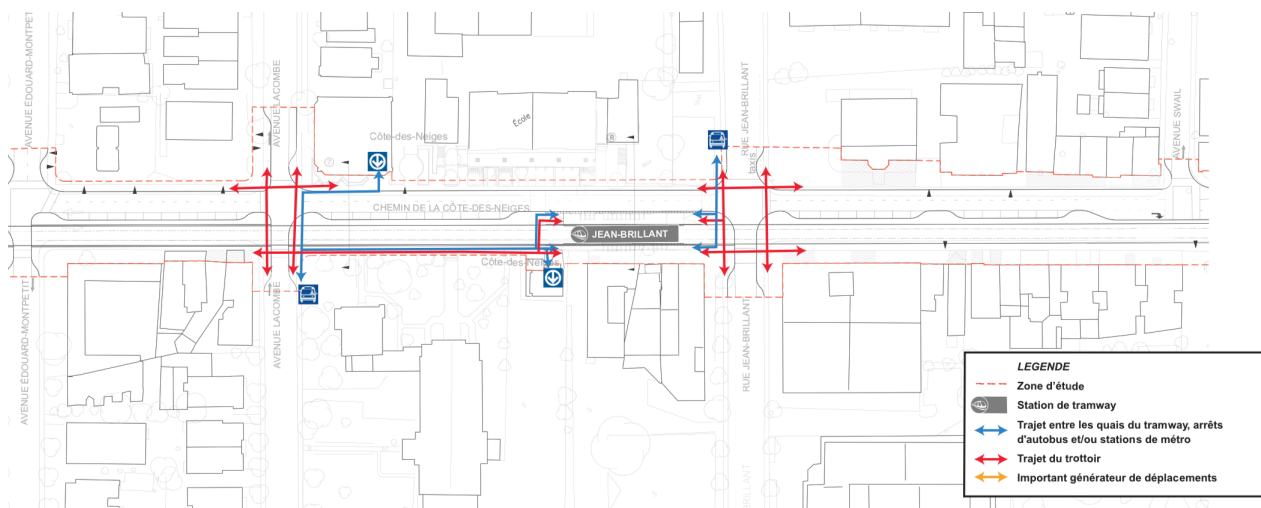 AVENUE ÉDOUARD-MONTPETIT
AVENUE LACOMBE
Côte-des-Neiges
École
RUE JEAN-BRILLANT
taxis
AVENUE SWAIL
CHEMIN DE LA CÔTE-DES-NEIGES
JEAN-BRILLANT
Côte-des-Neiges
AVENUE ÉDOUARD-MONTPETIT
AVENUE LACOMBE
RUE JEAN-BRILLANT
BRILLANT
LEGENDE
Zone d'étude
Station de tramway
Trajet entre les quais du tramway, arrêts
d'autobus et/ou stations de métro
Trajet du trottoir
Important générateur de déplacements